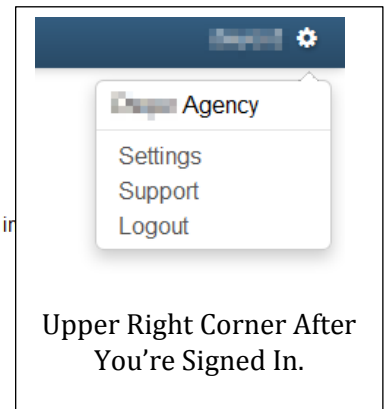 Agency
Settings
Support
Logout
Upper Right Corner After
You’re Signed In.